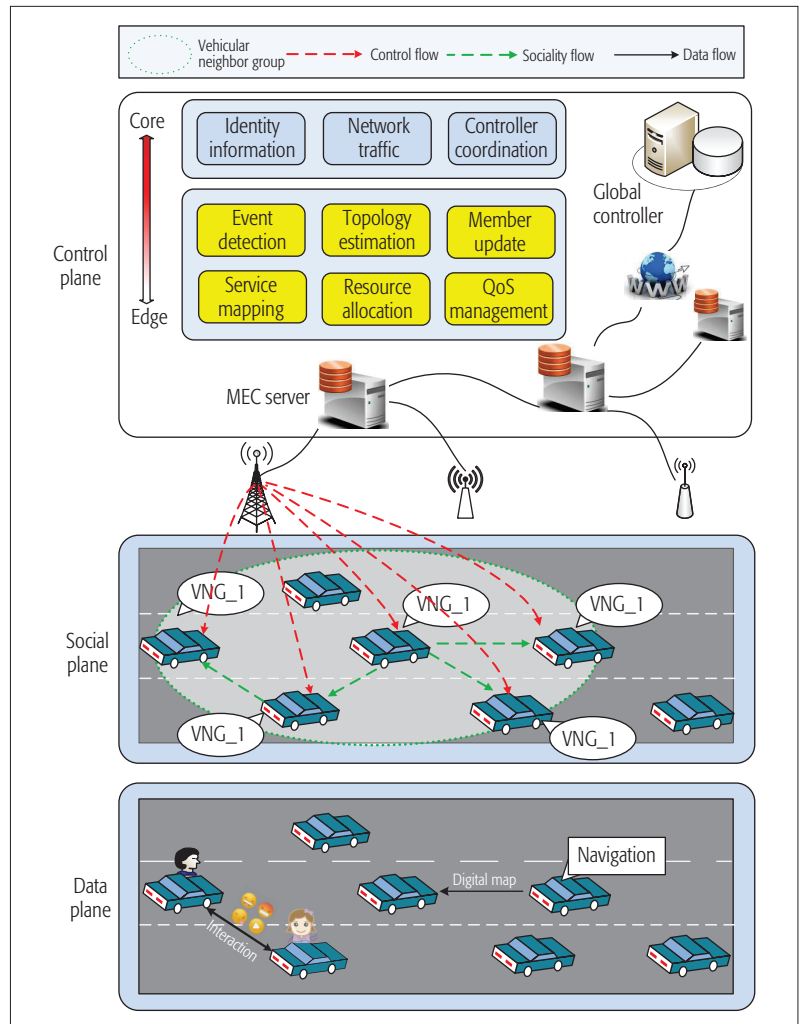 Vehicular
neighbor group
Control flow
Sociality flow
Data flow
Core
Control
plane
Edge
Identity
information
Network
traffic
Controller
coordination
Event
detection
Topology
estimation
Member
update
Service
mapping
Resource
allocation
QoS
management
Global
controller
WWW
MEC server
Social
plane
VNG_1
VNG_1
VNG_1
VNG_1
VNG_1
Data
plane
Navigation
Digital map
Interaction